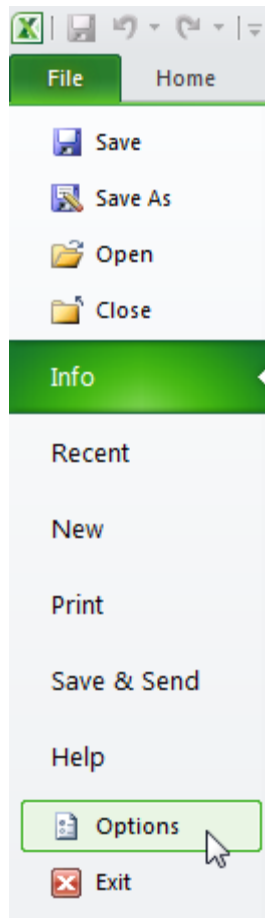 File Home
Save
Save As
Open
Close
Info
Recent
New
Print
Save & Send
Help
Options
Exit